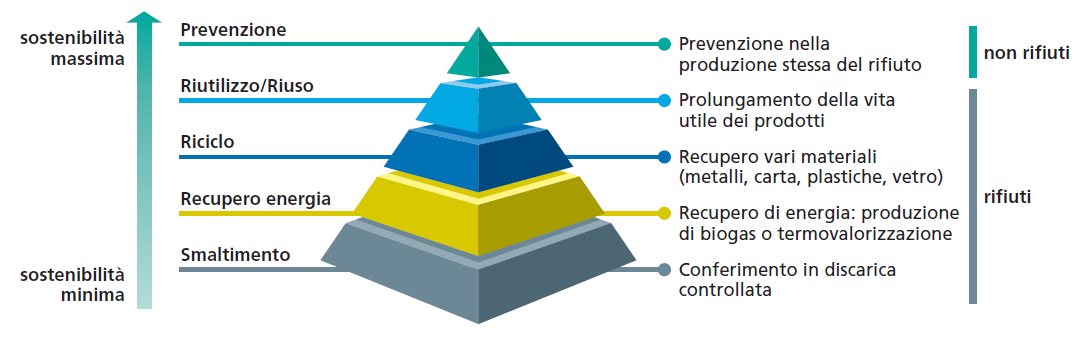 sostenibilità
massima
Prevenzione
Prevenzione nella
produzione stessa del rifiuto
non rifiuti
Riutilizzo/Riuso
Prolungamento della vita
utile dei prodotti
Riciclo
Recupero vari materiali
(metalli, carta, plastiche, vetro)
rifiuti
Recupero energia
Recupero di energia: produzione
di biogas o termovalorizzazione
Smaltimento
Conferimento in discarica
controllata
sostenibilità
minima